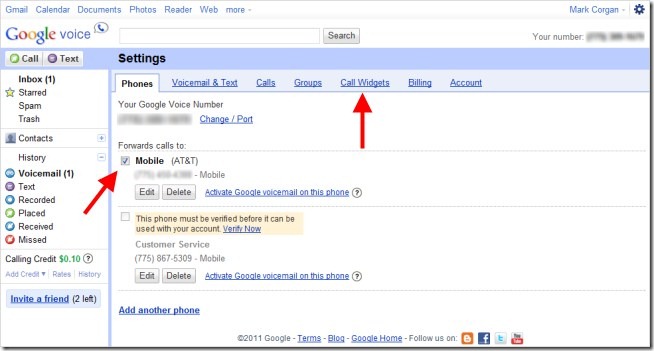 Gmail Calendar Documents Photos Reader Web more
Mark Corgan
Google voice
Search
Your number:
Call Text
Settings
Inbox (1)
Starred
Spam
Trash
Contacts
History
Voicemail (1)
Text
Recorded
Placed
Received
Missed
Calling Credit $0.10 ?
Add Credit | Rates | History
Invite a friend (2 left)
Phones Voicemail & Text Calls Groups Call Widgets Billing Account
Your Google Voice Number
Change / Port
Forwards calls to:
Mobile (AT&T)
- Mobile
Edit Delete Activate Google voicemail on this phone ?
This phone must be verified before it can be
used with your account. Verify Now
Customer Service
(775) 867-5309 - Mobile
Edit Delete Activate Google voicemail on this phone ?
Add another phone
©2011 Google - Terms - Blog - Google Home - Follow us on: